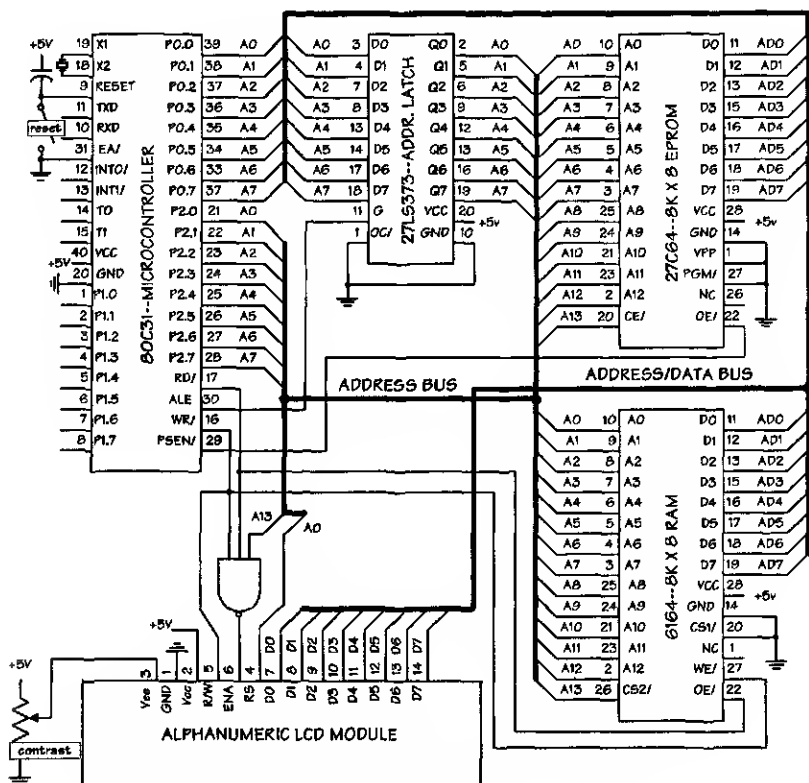 +5V
reset
+5V
19 X1 P0.0 39 A0
18 X2 P0.1 38 A1
9 RESET P0.2 37 A2
11 TXD P0.3 36 A3
10 RXD P0.4 35 A4
31 EA/ P0.5 34 A5
12 INT0/ P0.6 33 A6
13 INT1/ P0.7 37 A7
14 T0 P2.0 21 A0
15 T1 P2.1 22 A1
40 VCC P2.2 23 A2
20 GND P2.3 24 A3
1 P1.0 P2.4 25 A4
2 P1.1 P2.5 26 A5
3 P1.2 P2.6 27 A6
4 P1.3 P2.7 28 A7
5 P1.4 RD/ 17
6 P1.5 ALE 30
7 P1.6 WR/ 16
8 P1.7 PSEN/ 29
80C31--MICROCONTROLLER
A0 3 D0 Q0 2 A0
A1 4 D1 Q1 5 A1
A2 7 D2 Q2 6 A2
A3 8 D3 Q3 9 A3
A4 13 D4 Q4 12 A4
A5 14 D5 Q5 15 A5
A6 17 D6 Q6 16 A6
A7 18 D7 Q7 19 A7
11 G VCC 20
+5v
1 OC/ GND 10
27LS373--ADDR. LATCH
AD 10 A0 D0 11 AD0
A1 9 A1 D1 12 AD1
A2 8 A2 D2 13 AD2
A3 7 A3 D3 15 AD3
A4 6 A4 D4 16 AD4
A5 5 A5 D5 17 AD5
A6 4 A6 D6 18 AD6
A7 3 A7 D7 19 AD7
A8 25 A8 VCC 28
+5v
A9 24 A9 GND 14
A10 21 A10 VPP 1
A11 23 A11 PGM/ 27
A12 2 A12 NC 26
A13 20 CE/ OE/ 22
27C64--8K X 8 EPROM
ADDRESS BUS
ADDRESS/DATA BUS
A0 10 A0 D0 11 AD0
A1 9 A1 D1 12 AD1
A2 8 A2 D2 13 AD2
A3 7 A3 D3 15 AD3
A4 6 A4 D4 16 AD4
A5 5 A5 D5 17 AD5
A6 4 A6 D6 18 AD6
A7 3 A7 D7 19 AD7
A8 25 A8 VCC 28
+5v
A9 24 A9 GND 14
A10 21 A10 CS1/ 20
A11 23 A11 NC 1
A12 2 A12 WE/ 27
A13 26 CS2/ OE/ 22
6164--8K X 8 RAM
A13
A0
+5V
+5V
D0 D1 D2 D3 D4 D5 D6 D7
3 1 2 5 6 4 7 8 9 10 11 12 13 14
Vee GND Vcc R/W ENA RS D0 D1 D2 D3 D4 D5 D6 D7
contrast
ALPHANUMERIC LCD MODULE